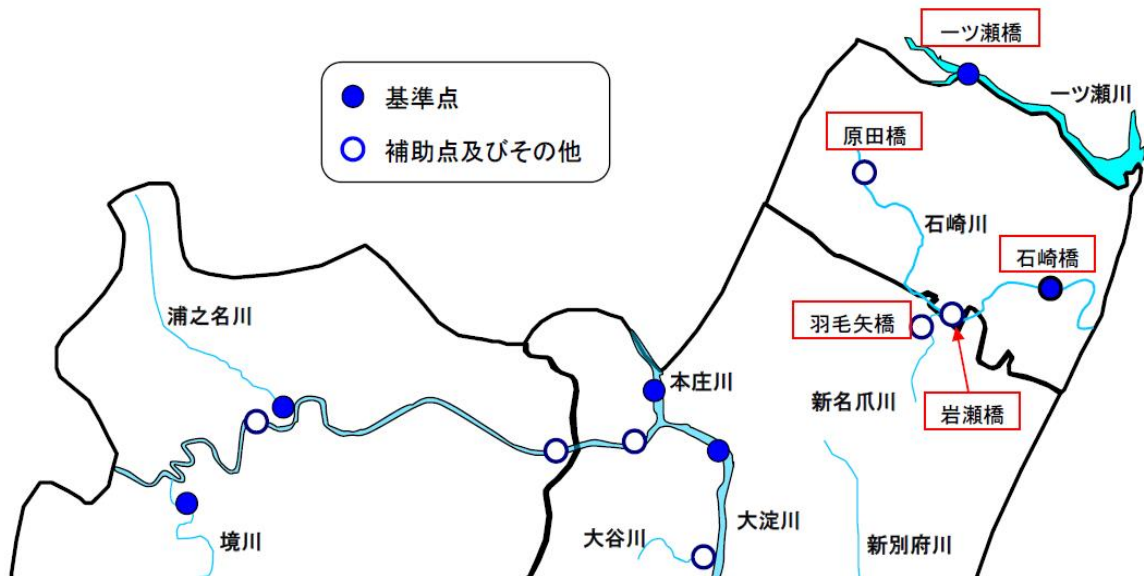 一ツ瀬橋
基準点
一ツ瀬川
原田橋
補助点及びその他
石崎川
石崎橋
浦之名川
羽毛矢橋
本庄川
新名爪川
岩瀬橋
大谷川
大淀川
境川
新別府川